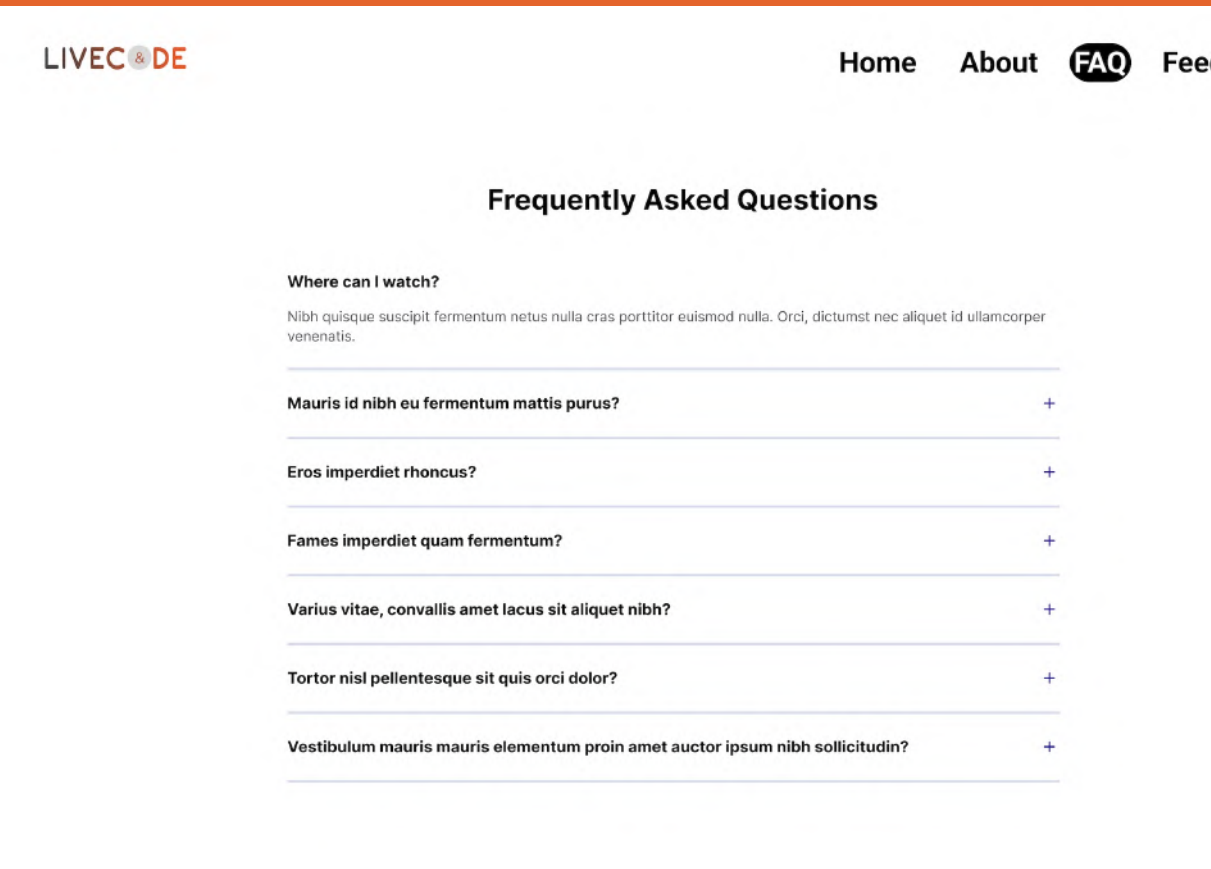 LIVEC&DE
Home About FAQ Feed
Frequently Asked Questions
Where can I watch?
Nibh quisque suscipit fermentum netus nulla cras porttitor euismod nulla. Orci, dictumst nec aliquet id ullamcorper
venenatis.
Mauris id nibh eu fermentum mattis purus?
+
Eros imperdiet rhoncus?
+
Fames imperdiet quam fermentum?
+
Varius vitae, convallis amet lacus sit aliquet nibh?
+
Tortor nisl pellentesque sit quis orci dolor?
+
Vestibulum mauris mauris elementum proin amet auctor ipsum nibh sollicitudin?
+